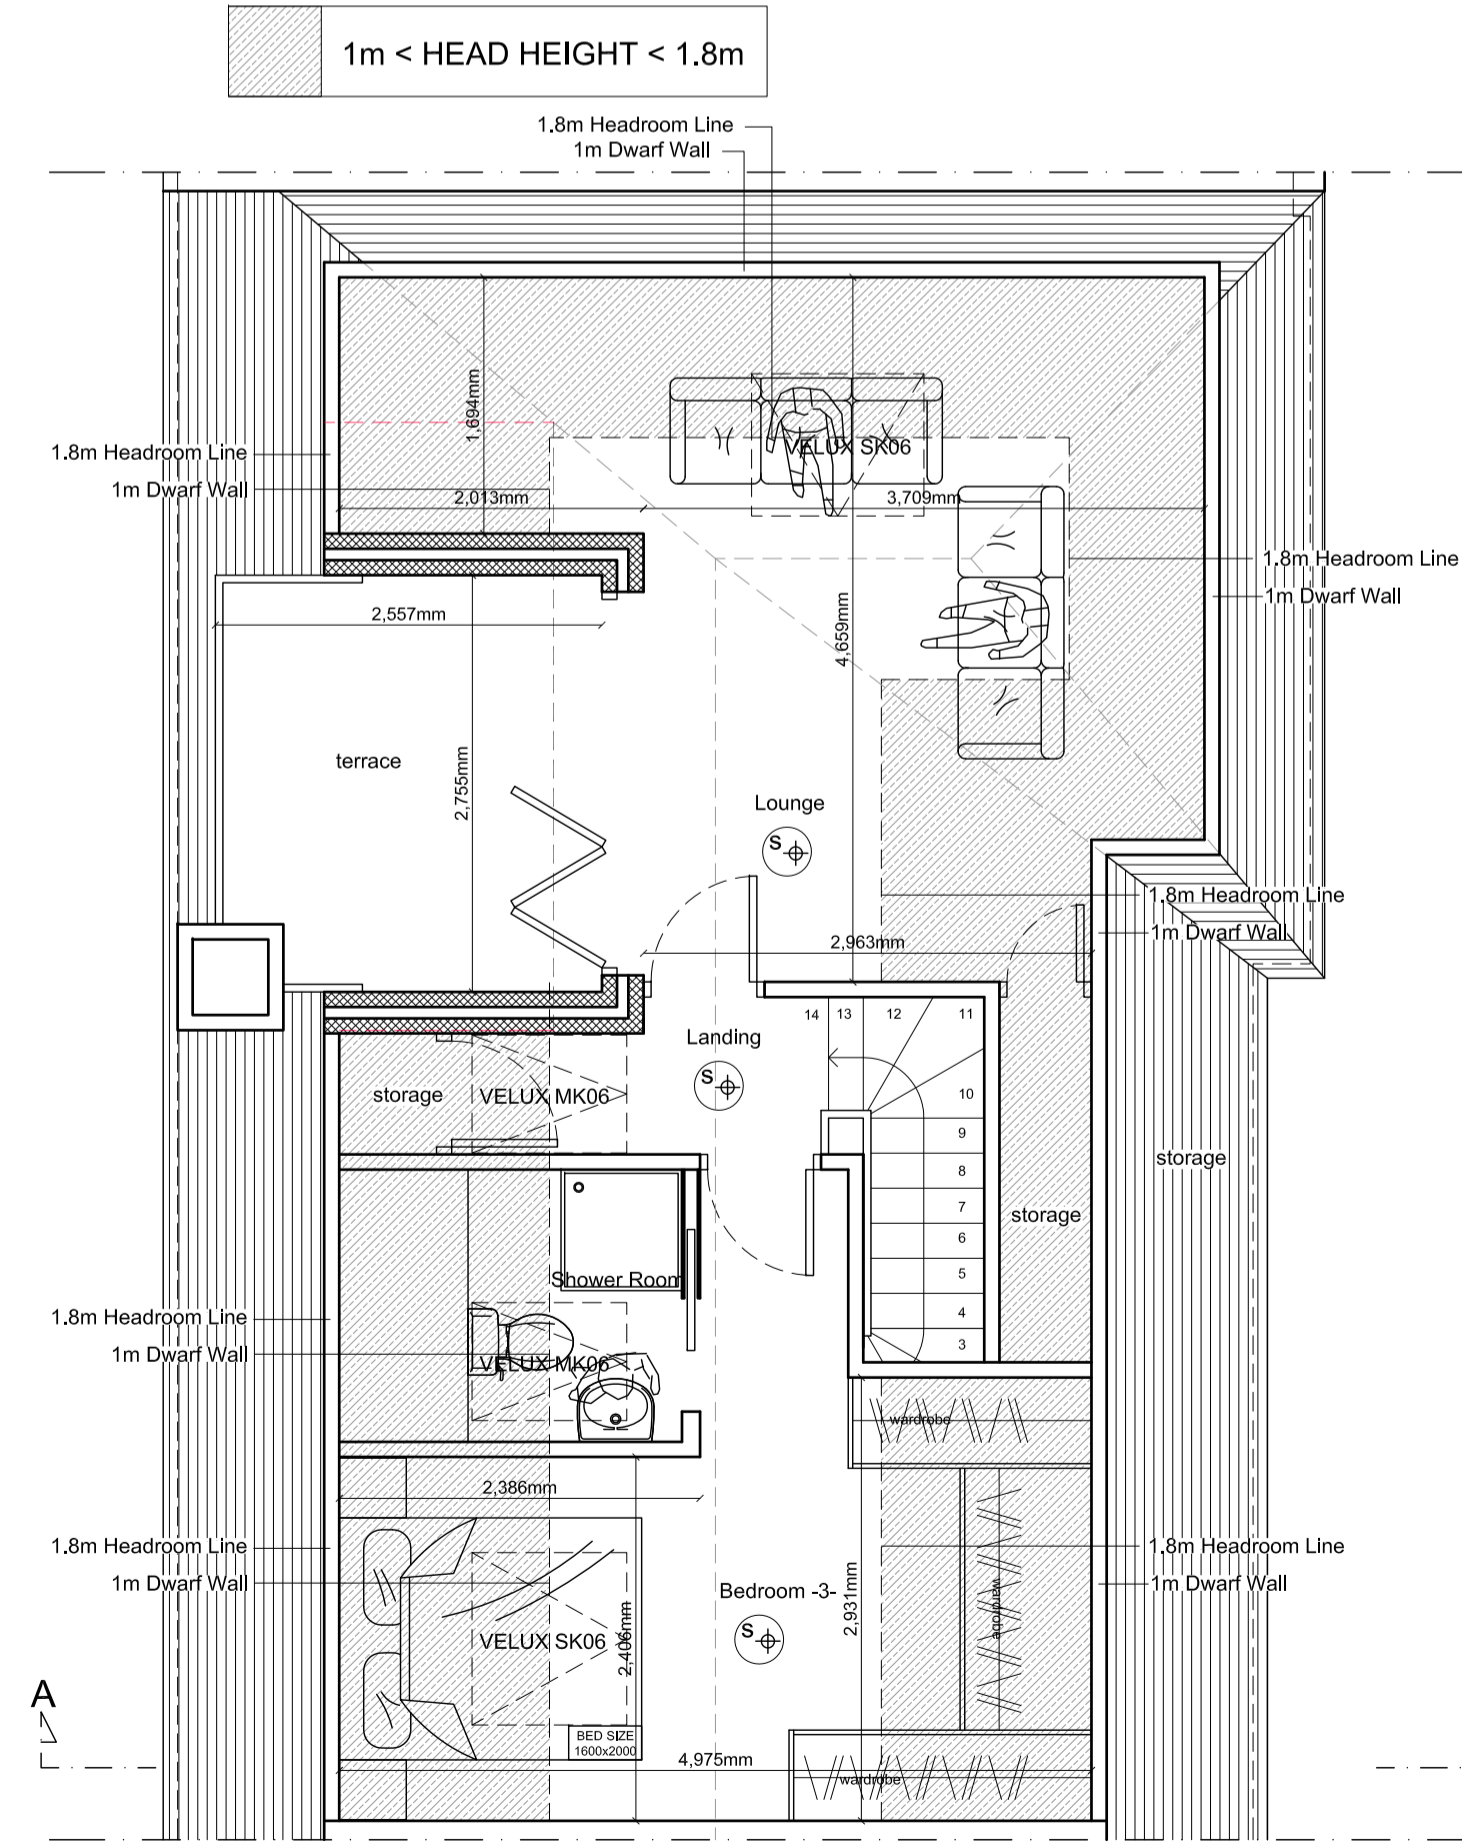 1m < HEAD HEIGHT < 1.8m
1.8m Headroom Line
1m Dwarf Wall
1,694mm
1.8m Headroom Line
1m Dwarf Wall
VELUX SK06
2,013mm
3,709mm
1.8m Headroom Line
1m Dwarf Wall
2,557mm
4,659mm
terrace
2,755mm
Lounge
S
1.8m Headroom Line
1m Dwarf Wall
2,963mm
14
13
12
11
Landing
S
storage
VELUX MK06
10
9
8
7
6
5
4
3
storage
storage
Shower Room
1.8m Headroom Line
1m Dwarf Wall
VELUX MK06
wardrobe
2,386mm
1.8m Headroom Line
1m Dwarf Wall
1.8m Headroom Line
1m Dwarf Wall
Bedroom -3-
S
2,931mm
wardrobe
VELUX SK06
2,406mm
A
BED SIZE
1600x2000
4,975mm
wardrobe